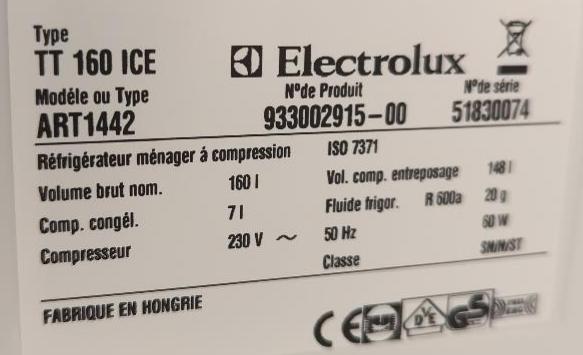 Type
TT 160 ICE
Electrolux
Modéle ou Type
N°de Produit
N°de série
ART1442
933002915-00
51830074
Réfrigérateur ménager á compression
ISO 7371
Volume brut nom.
160 l
Vol. comp. entreposage
148 l
Comp. congél.
7 l
Fluide frigor.
R 600a
20 g
Compresseur
230 V ~
50 Hz
60 W
Classe
SN/N/ST
FABRIQUE EN HONGRIE
CE
D/E
GS